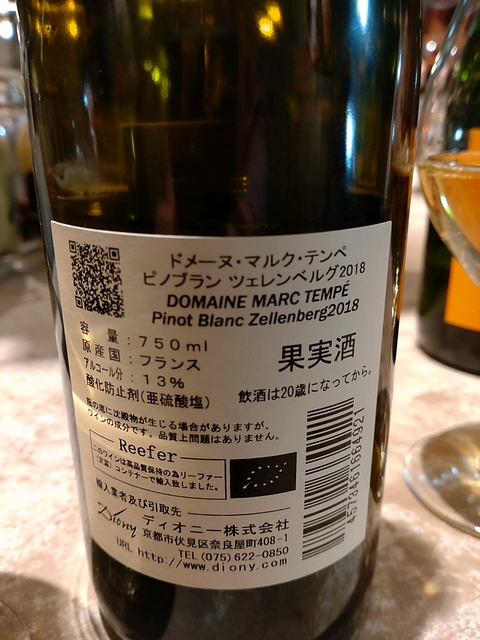 ドメーヌ・マルク・テンペ
ピノブラン ツェレンベルグ2018
DOMAINE MARC TEMPÉ
Pinot Blanc Zellenberg2018
容量：750ml
原産国：フランス
アルコール分：13%
酸化防止剤（亜硫酸塩）
果実酒
飲酒は20歳になってから。
瓶の底に沈殿物が生じる場合がありますが、
ワインの成分です。品質上問題はありません。
Reefer
このワインは高品質保持の為リーファー
（定温）コンテナーで輸入致しました。
輸入業者及び引取先
Diony ディオニー株式会社
京都市伏見区奈良屋町408-1
TEL (075) 622-0850
URL http://www.diony.com
4573461664921